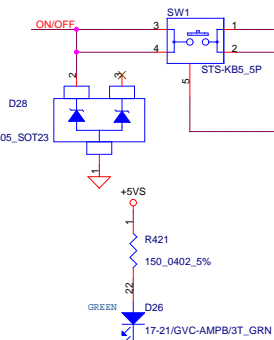 SW1
ON/OFF
3
1
4
2
STS-KB5_5P
5
2
3
D28
05_SOT23
1
+5VS
1
R421
150_0402_5%
22
GREEN
D26
17-21/GVC-AMPB/3T_GRN